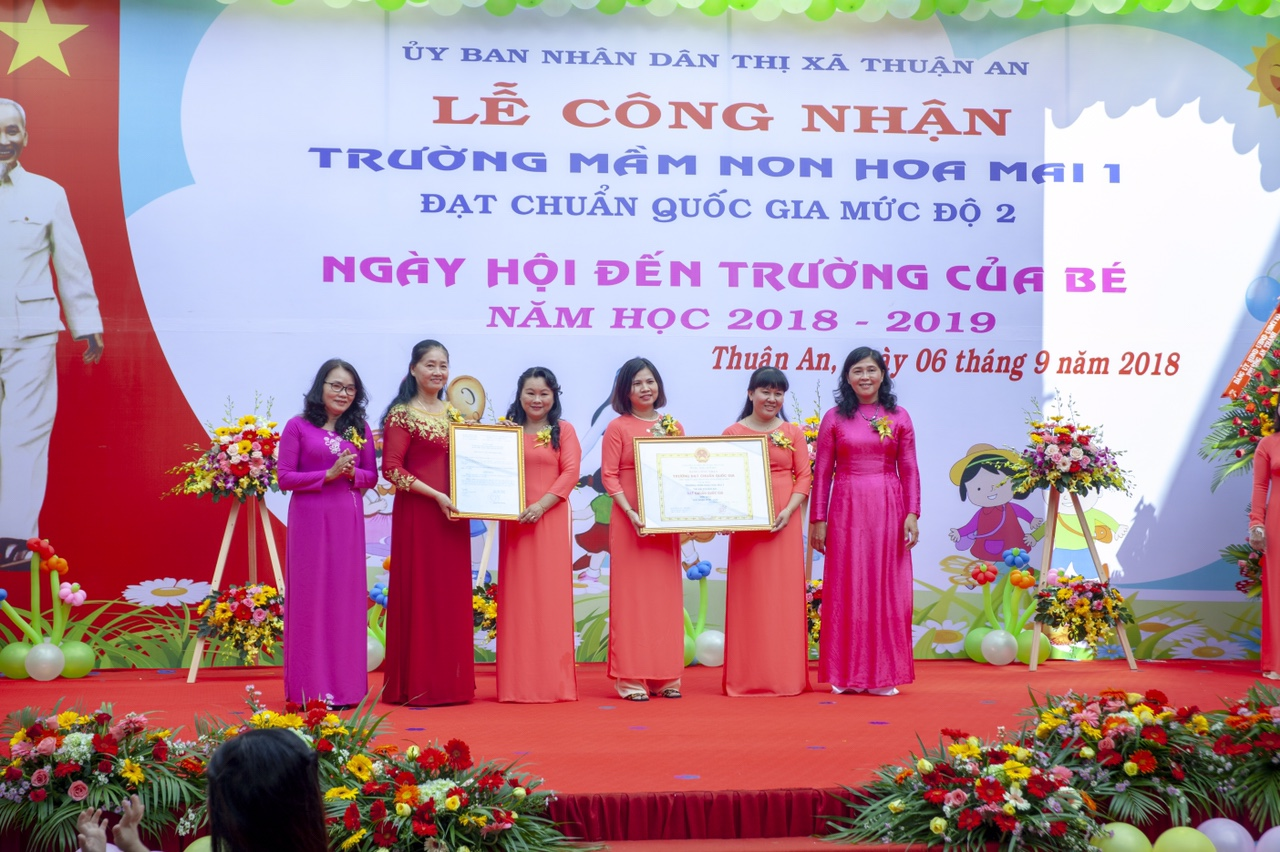 ỦY BAN NHÂN DÂN THỊ XÃ THUẬN AN
LỄ CÔNG NHẬN
TRƯỜNG MẦM NON HOA MAI 1
ĐẠT CHUẨN QUỐC GIA MỨC ĐỘ 2
NGÀY HỘI ĐẾN TRƯỜNG CỦA BÉ
NĂM HỌC 2018 - 2019
Thuận An, ngày 06 tháng 9 năm 2018